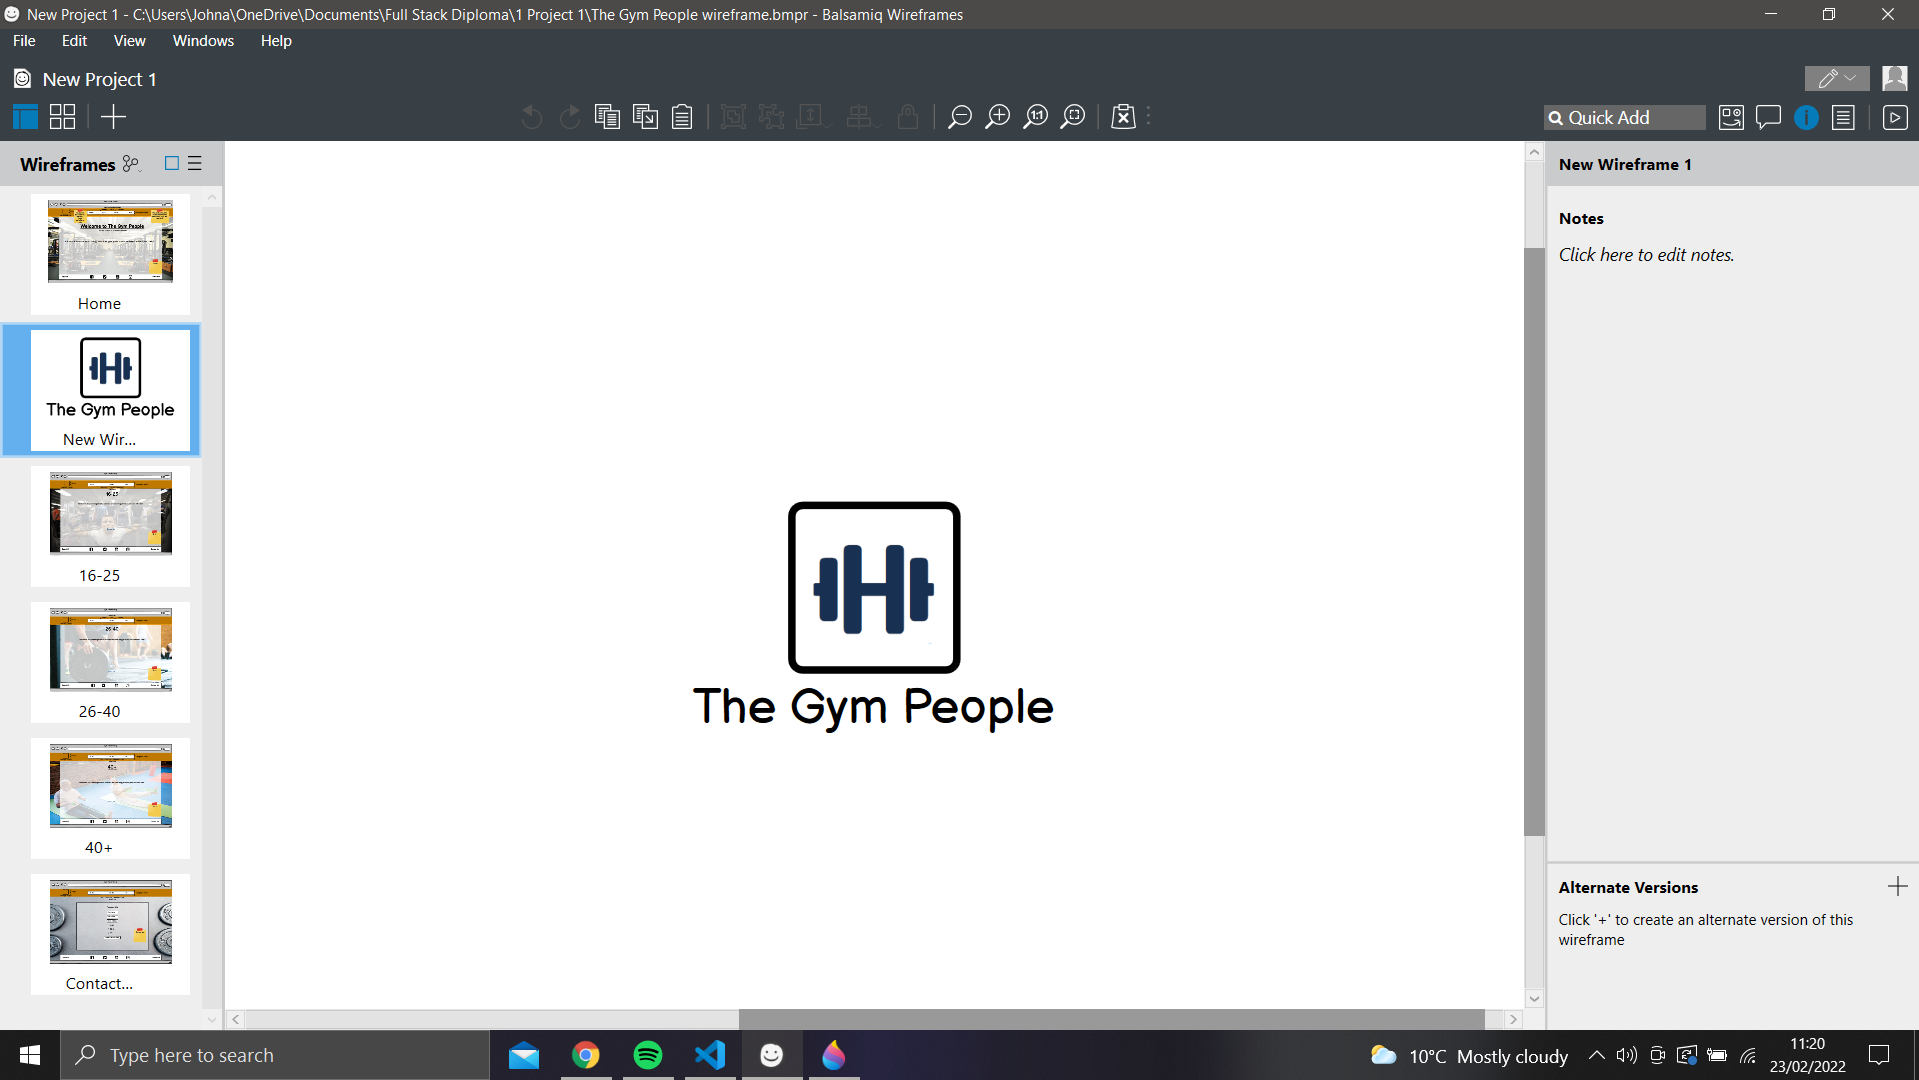 New Project 1 - C:\Users\Johna\OneDrive\Documents\Full Stack Diploma\1 Project 1\The Gym People wireframe.bmpr - Balsamiq Wireframes
File Edit View Windows Help
New Project 1
1:1
Quick Add
Wireframes
New Wireframe 1
Notes
Click here to edit notes.
Welcome to The Gym People
Home
The Gym People
New Wir...
16-25
16-25
26-40
26-40
40+
40+
Contact...
The Gym People
Alternate Versions
Click '+' to create an alternate version of this
wireframe
Type here to search
10°C Mostly cloudy
11:20
23/02/2022